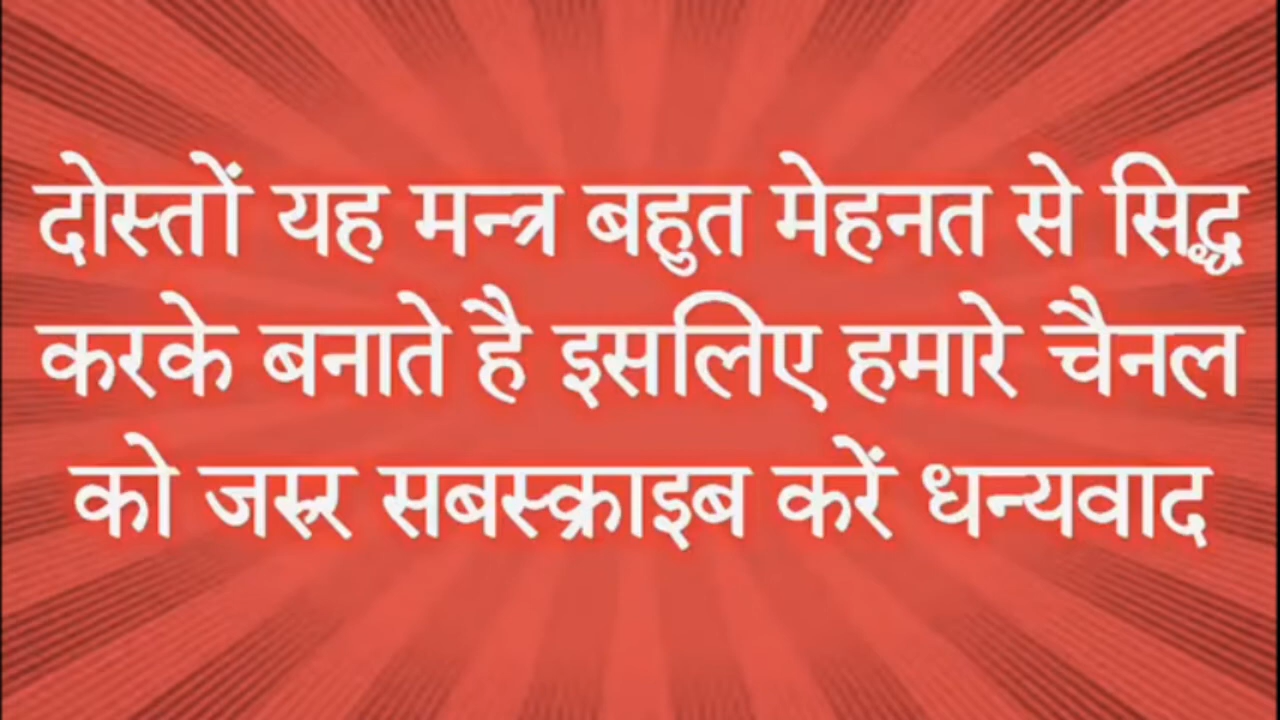 दोस्तों यह मन्त्र बहुत मेहनत से सिद्ध
करके बनाते है इसलिए हमारे चैनल
को जरुर सबस्क्राइब करें धन्यवाद